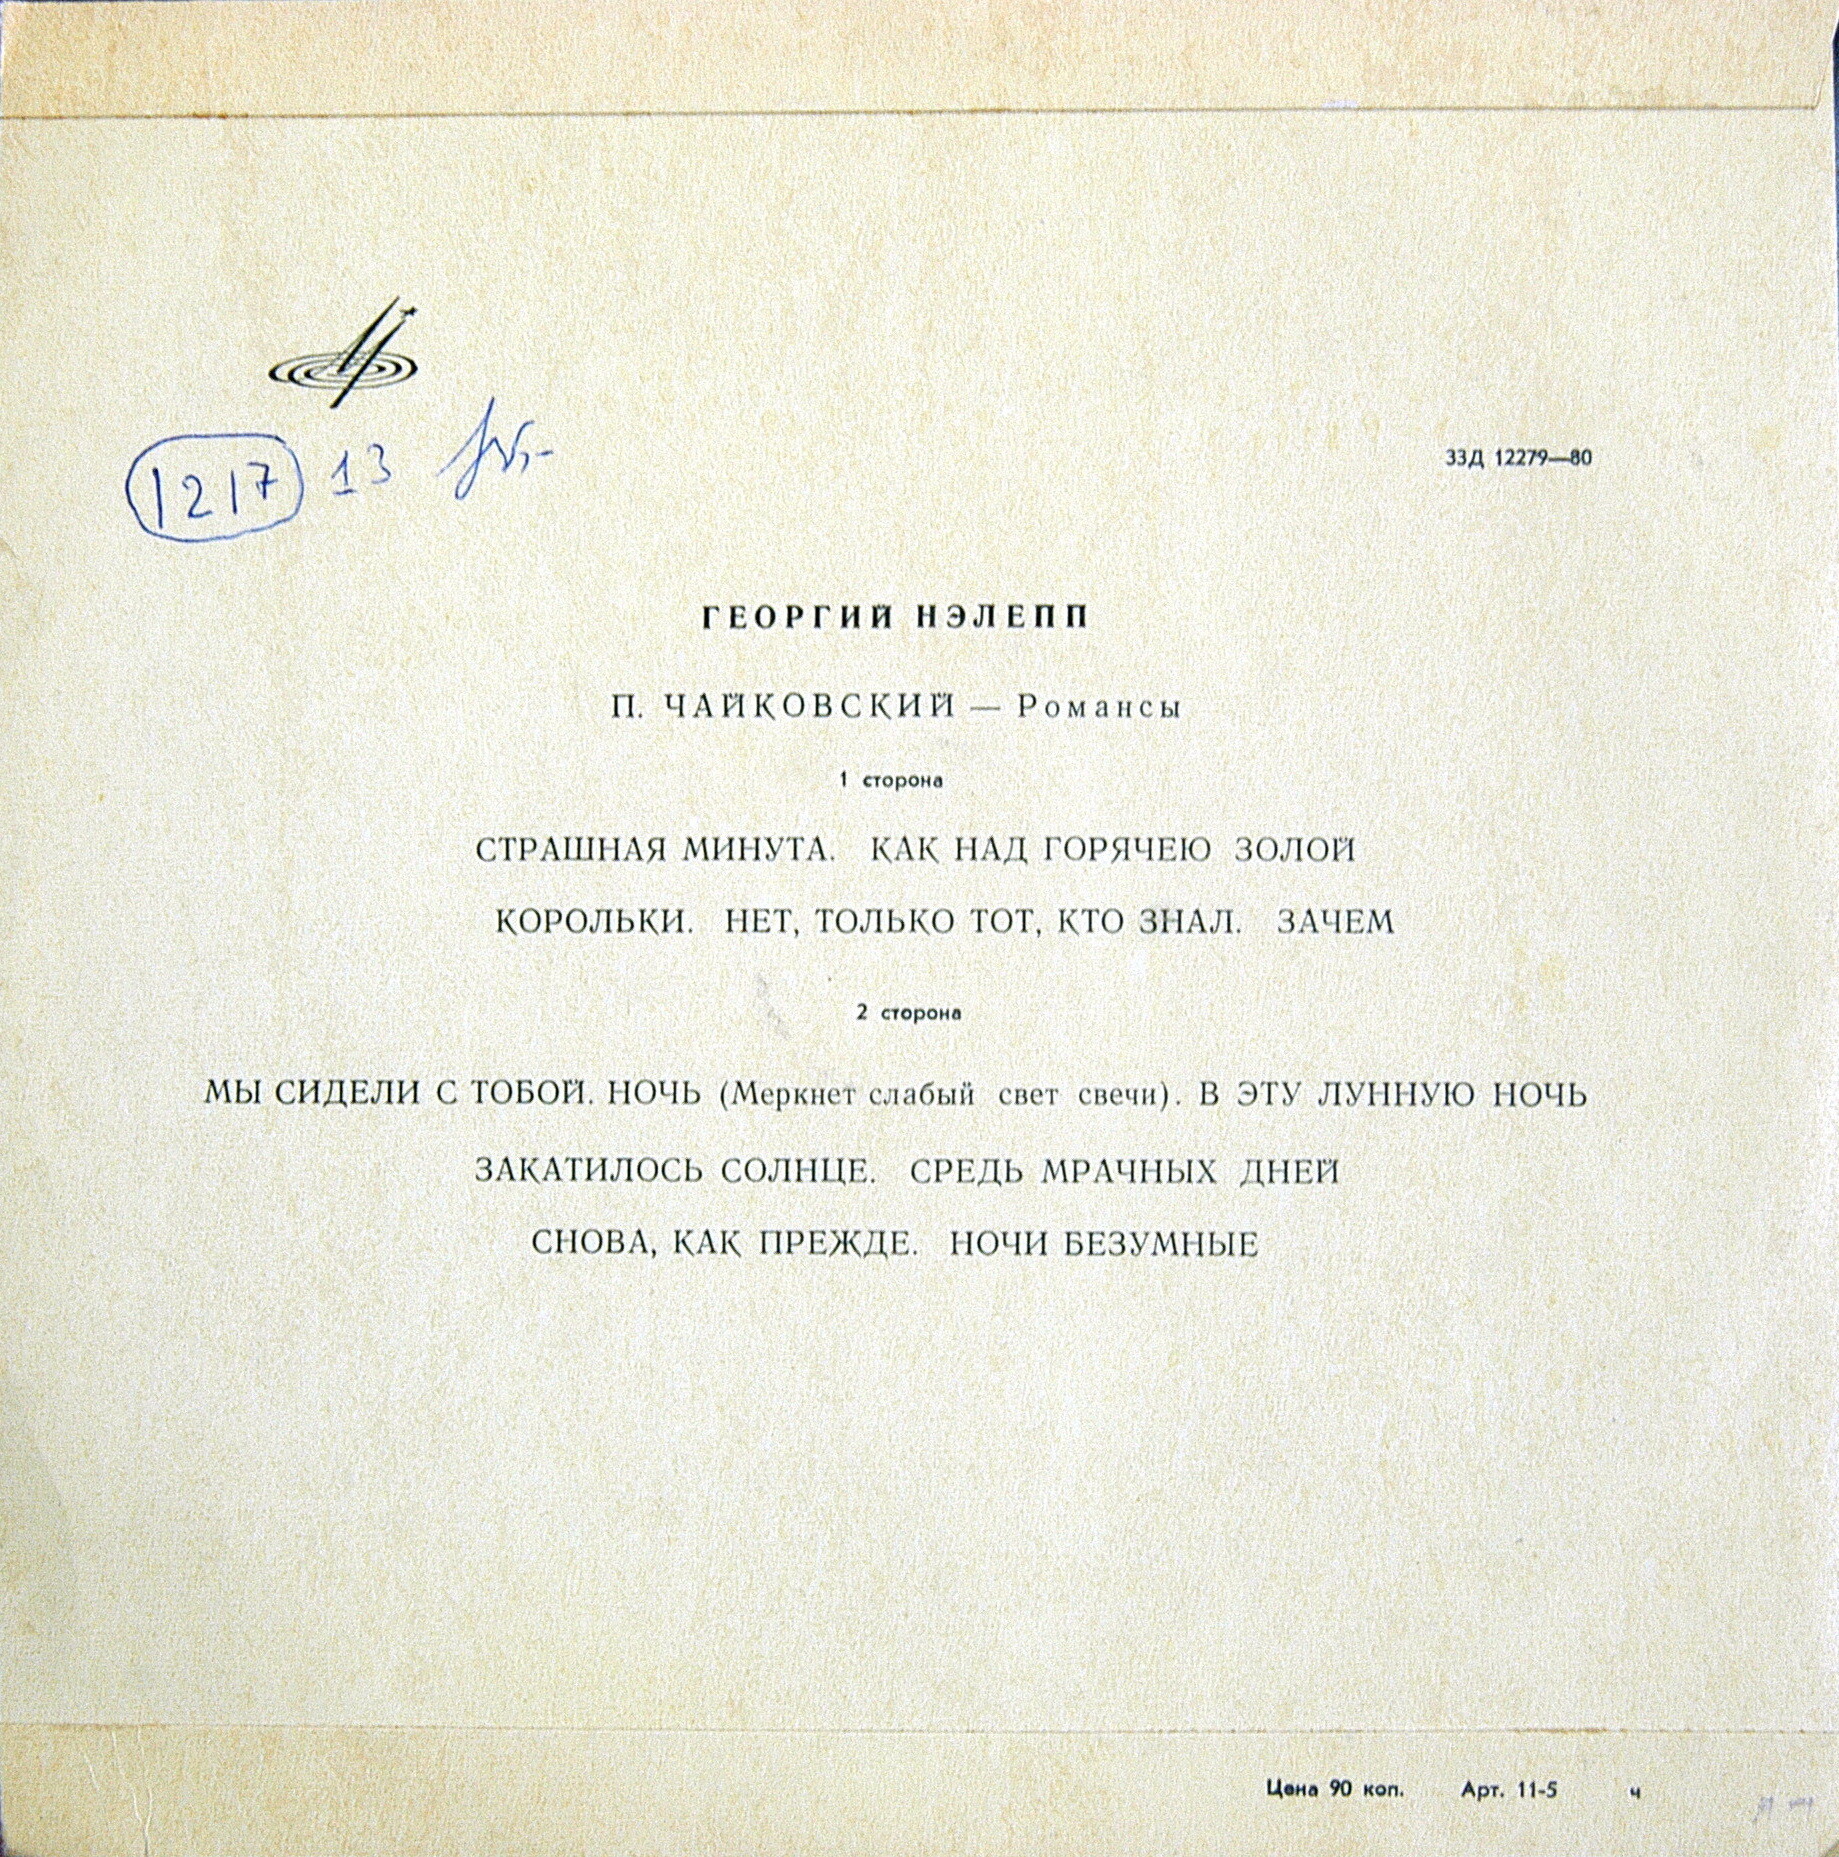 1217 13
33Д 12279—80
ГЕОРГИЙ НЭЛЕПП
П. ЧАЙКОВСКИЙ — Романсы
1 сторона
СТРАШНАЯ МИНУТА. КАК НАД ГОРЯЧЕЮ ЗОЛОЙ
КОРОЛЬКИ. НЕТ, ТОЛЬКО ТОТ, КТО ЗНАЛ. ЗАЧЕМ
2 сторона
МЫ СИДЕЛИ С ТОБОЙ. НОЧЬ (Меркнет слабый свет свечи). В ЭТУ ЛУННУЮ НОЧЬ
ЗАКАТИЛОСЬ СОЛНЦЕ. СРЕДЬ МРАЧНЫХ ДНЕЙ
СНОВА, КАК ПРЕЖДЕ. НОЧИ БЕЗУМНЫЕ
Цена 90 коп. Арт. 11-5 ч